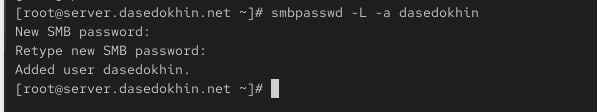 [root@server.dasedokhin.net ~]# smbpasswd -L -a dasedokhin
New SMB password:
Retype new SMB password:
Added user dasedokhin.
[root@server.dasedokhin.net ~]#